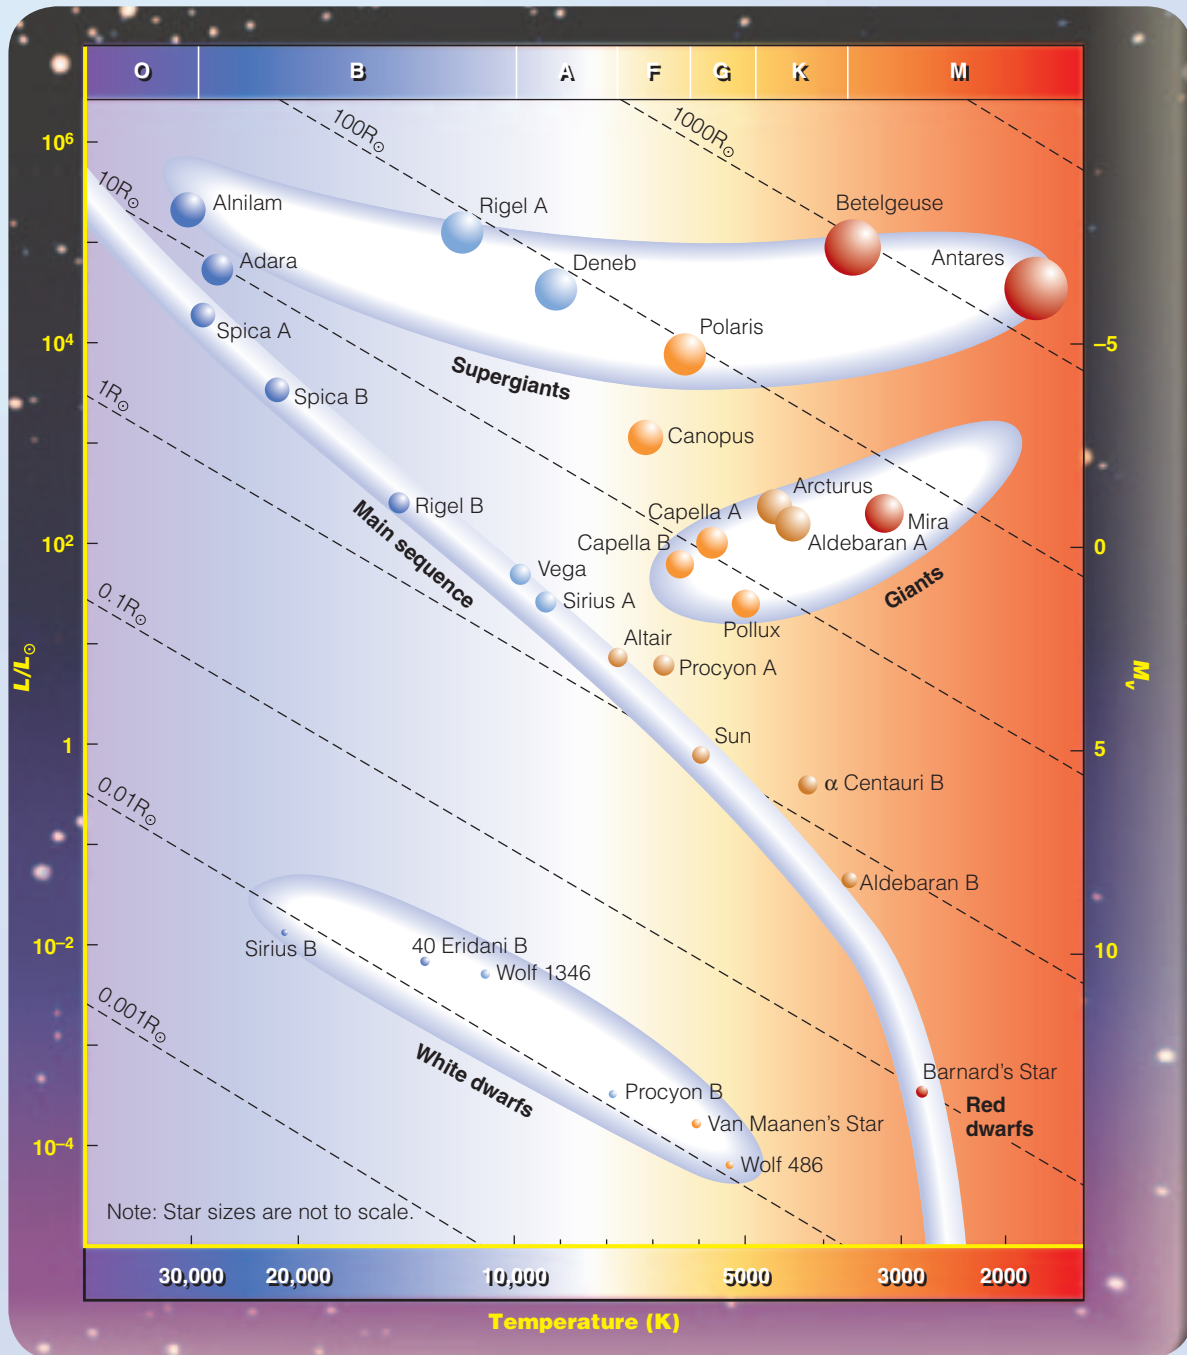 O B A F G K M
100R☉
1000R☉
10⁶
10R☉
Alnilam
Rigel A
Betelgeuse
Adara
Deneb
Antares
Spica A
Polaris
10⁴
–5
Supergiants
1R☉
Spica B
Canopus
Arcturus
Rigel B
Capella A
Mira
Main sequence
10²
Capella B
Aldebaran A
0
Vega
Giants
0.1R☉
Sirius A
Pollux
Altair
L/L☉
Procyon A
Mv
Sun
1
5
0.01R☉
α Centauri B
Aldebaran B
10–²
Sirius B
40 Eridani B
10
Wolf 1346
0.001R☉
White dwarfs
Barnard's Star
Procyon B
Red
dwarfs
Van Maanen's Star
10–⁴
Wolf 486
Note: Star sizes are not to scale.
30,000 20,000 10,000 5000 3000 2000
Temperature (K)